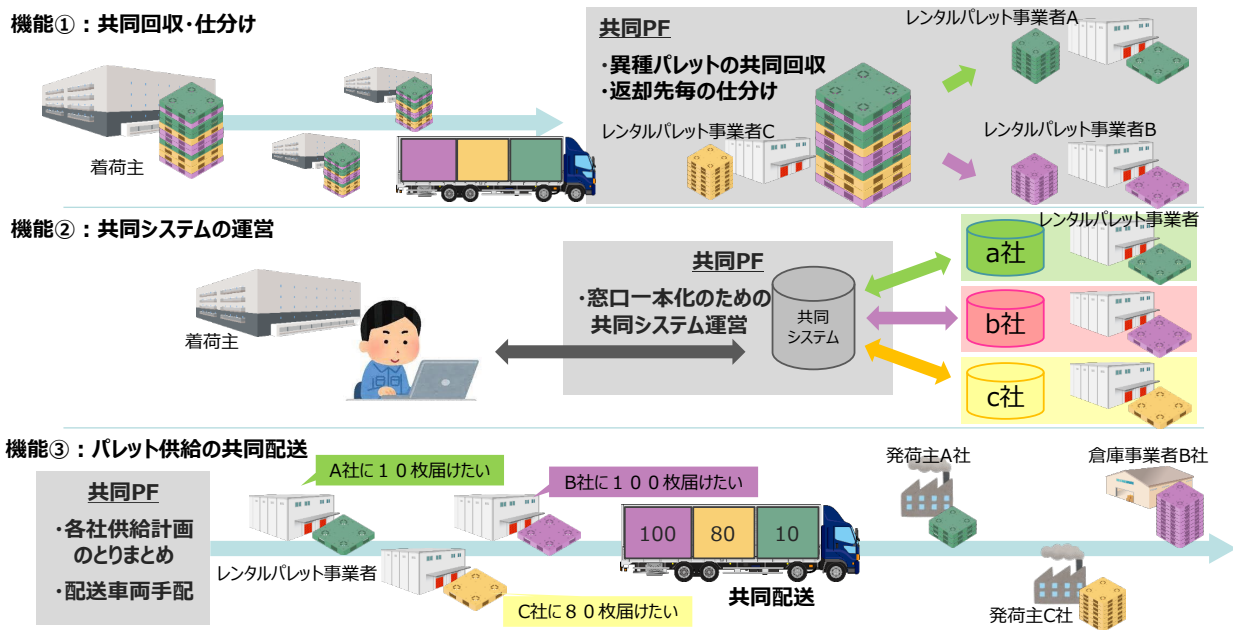 機能①：共同回収・仕分け
着荷主
共同PF
・異種パレットの共同回収
・返却先毎の仕分け
レンタルパレット事業者A
レンタルパレット事業者C
レンタルパレット事業者B
機能②：共同システムの運営
着荷主
共同PF
・窓口一本化のための
共同システム運営
共同
システム
レンタルパレット事業者
a社
b社
c社
機能③：パレット供給の共同配送
共同PF
・各社供給計画
のとりまとめ
・配送車両手配
A社に１０枚届けたい
B社に１００枚届けたい
レンタルパレット事業者
C社に８０枚届けたい
100 80 10
共同配送
発荷主A社
倉庫事業者B社
発荷主C社